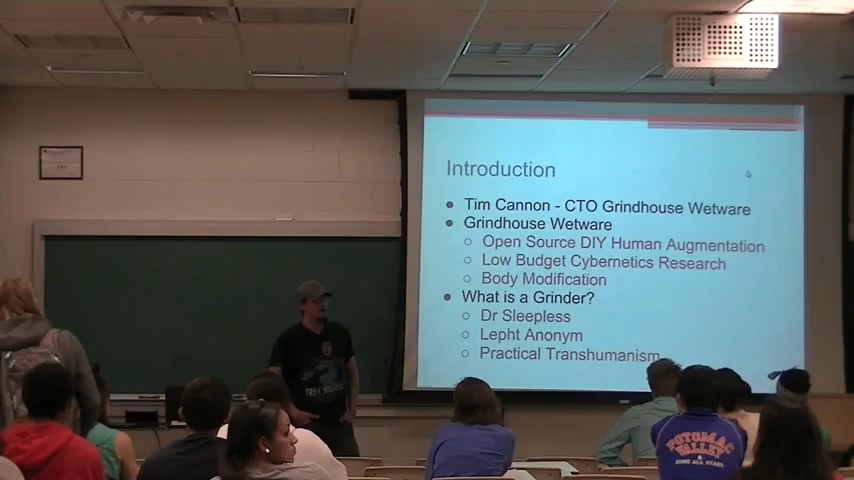 Introduction
Tim Cannon - CTO Grindhouse Wetware
Grindhouse Wetware
Open Source DIY Human Augmentation
Low Budget Cybernetics Research
Body Modification
What is a Grinder?
Dr Sleepless
Lepht Anonym
Practical Transhumanism
POTOMAC
VALLEY